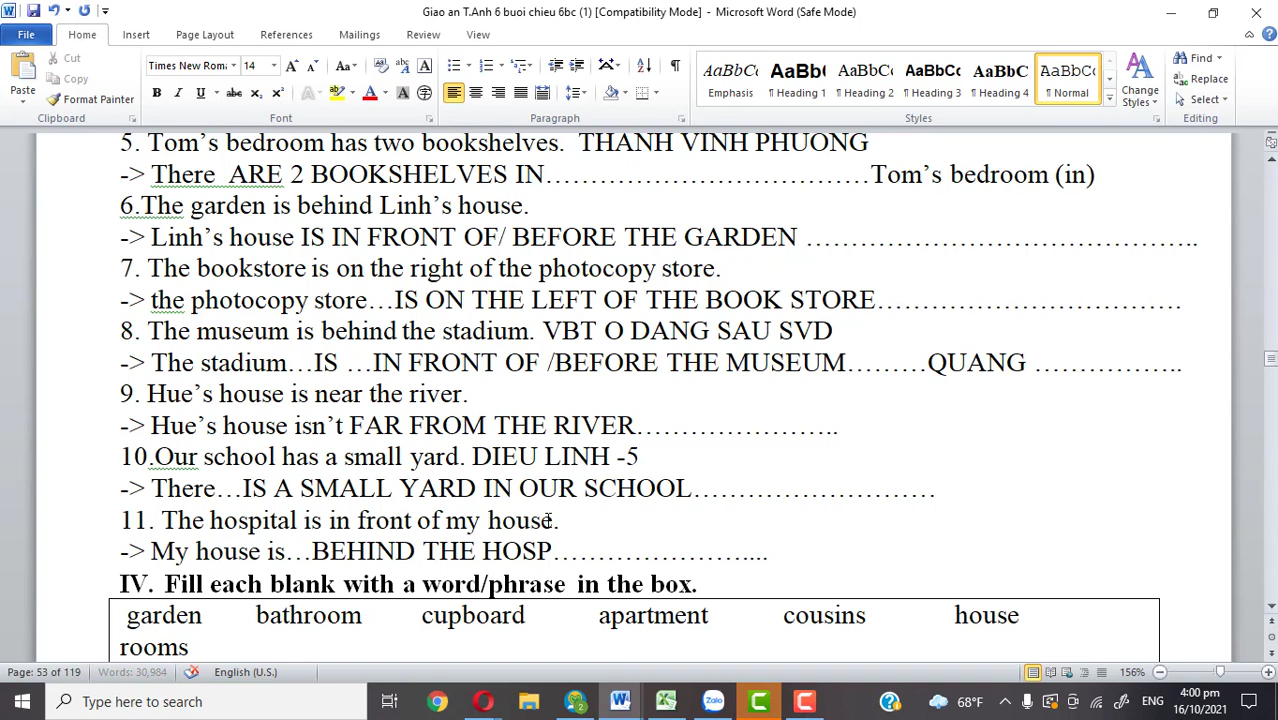 Giao an T.Anh 6 buoi chieu 6bc (1) [Compatibility Mode] - Microsoft Word (Safe Mode)
File Home Insert Page Layout References Mailings Review View
Paste Cut Copy Format Painter Clipboard
Times New Roma 14 Font
Paragraph
AaBbC Emphasis AaBbCc Heading 1 AaBbCc Heading 2 AaBbCc Heading 3 AaBbC Heading 4 AaBbCc Normal Change Styles Styles
Find Replace Select Editing
5. Tom’s bedroom has two bookshelves. THANH VINH PHUONG
-> There ARE 2 BOOKSHELVES IN……………………………Tom’s bedroom (in)
6.The garden is behind Linh’s house.
-> Linh’s house IS IN FRONT OF/ BEFORE THE GARDEN …………………………………..
7. The bookstore is on the right of the photocopy store.
-> the photocopy store…IS ON THE LEFT OF THE BOOK STORE………………………….
8. The museum is behind the stadium. VBT O DANG SAU SVD
-> The stadium…IS …IN FRONT OF /BEFORE THE MUSEUM………QUANG ……………..
9. Hue’s house is near the river.
-> Hue’s house isn’t FAR FROM THE RIVER…………………..
10.Our school has a small yard. DIEU LINH -5
-> There…IS A SMALL YARD IN OUR SCHOOL………………………
11. The hospital is in front of my house.
-> My house is…BEHIND THE HOSP…………………....
IV. Fill each blank with a word/phrase in the box.
garden bathroom cupboard apartment cousins house
rooms
Page: 53 of 119 Words: 30,984 English (U.S.) 156%
Type here to search 68°F ENG 4:00 pm
16/10/2021